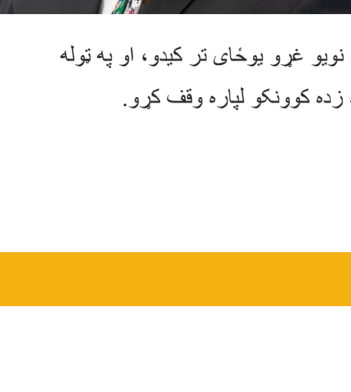 نویو غړو یوځای تر کیدو، او په ټوله
زده کوونکو لپاره وقف کړو.